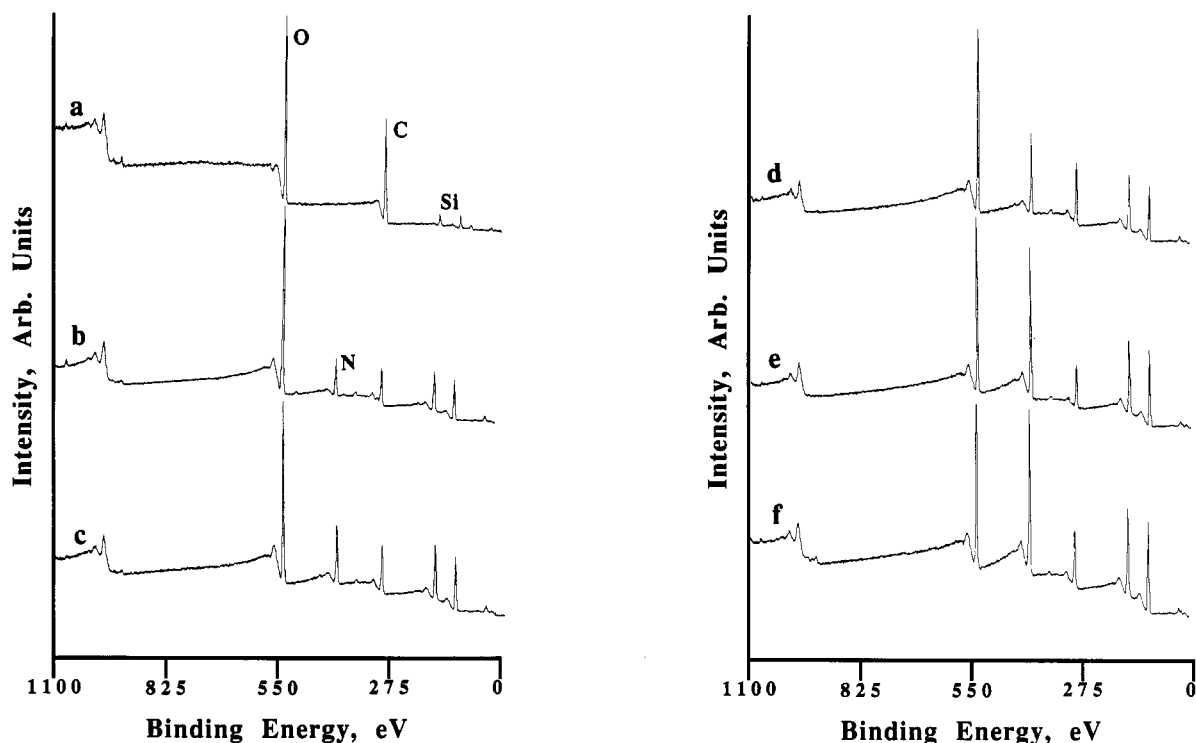 O
a
C
Si
b
N
c
Intensity, Arb. Units
1100 825 550 275 0
Binding Energy, eV
d
e
f
Intensity, Arb. Units
1100 825 550 275 0
Binding Energy, eV